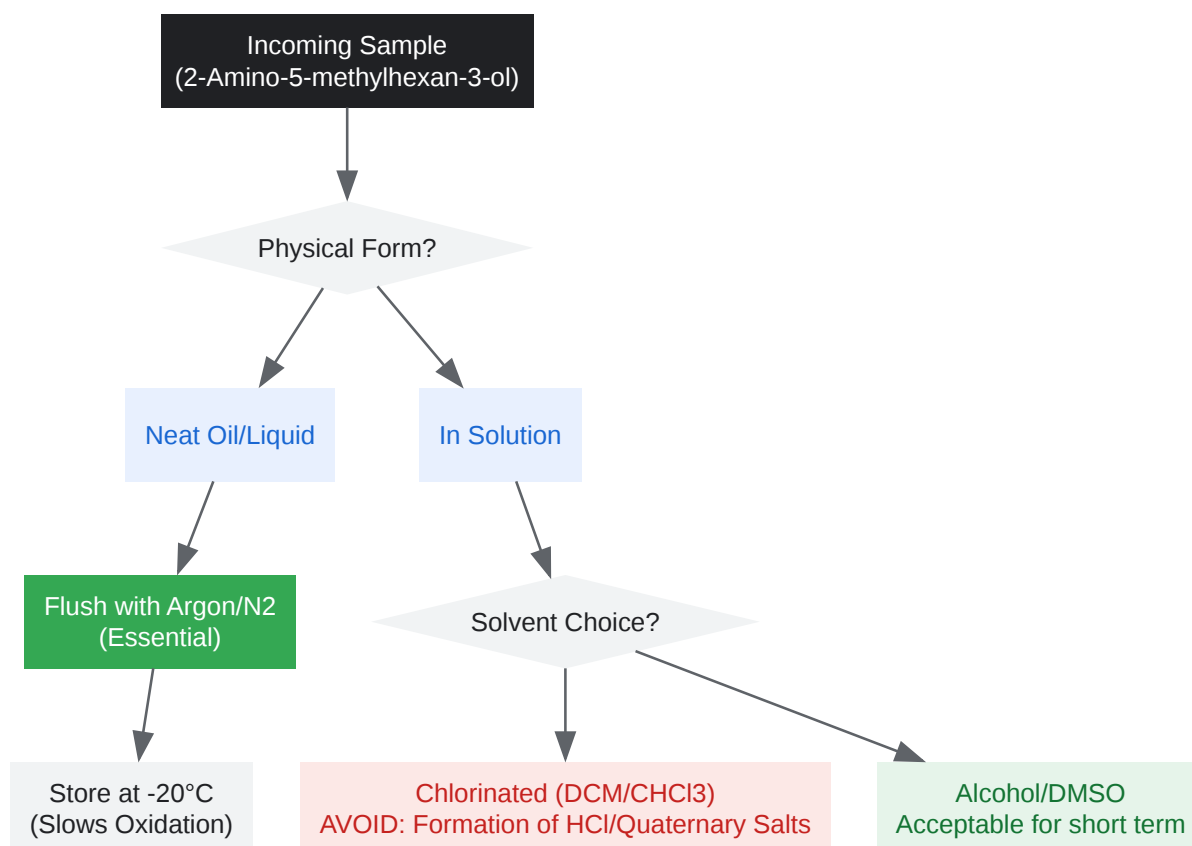 Incoming Sample
(2-Amino-5-methylhexan-3-ol)
Physical Form?
Neat Oil/Liquid
In Solution
Flush with Argon/N2
(Essential)
Solvent Choice?
Store at -20°C
(Slows Oxidation)
Chlorinated (DCM/CHCl3)
AVOID: Formation of HCl/Quaternary Salts
Alcohol/DMSO
Acceptable for short term